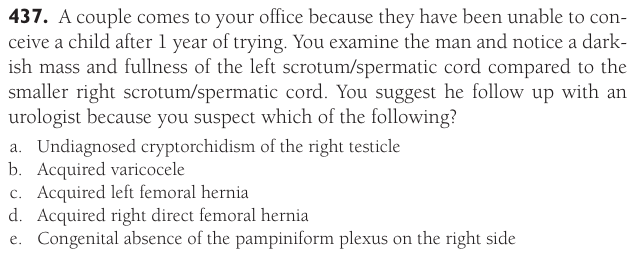 437. A couple comes to your office because they have been unable to con-
ceive a child after 1 year of trying. You examine the man and notice a dark-
ish mass and fullness of the left scrotum/spermatic cord compared to the
smaller right scrotum/spermatic cord. You suggest he follow up with an
urologist because you suspect which of the following?
a. Undiagnosed cryptorchidism of the right testicle
b. Acquired varicocele
c. Acquired left femoral hernia
d. Acquired right direct femoral hernia
e. Congenital absence of the pampiniform plexus on the right side